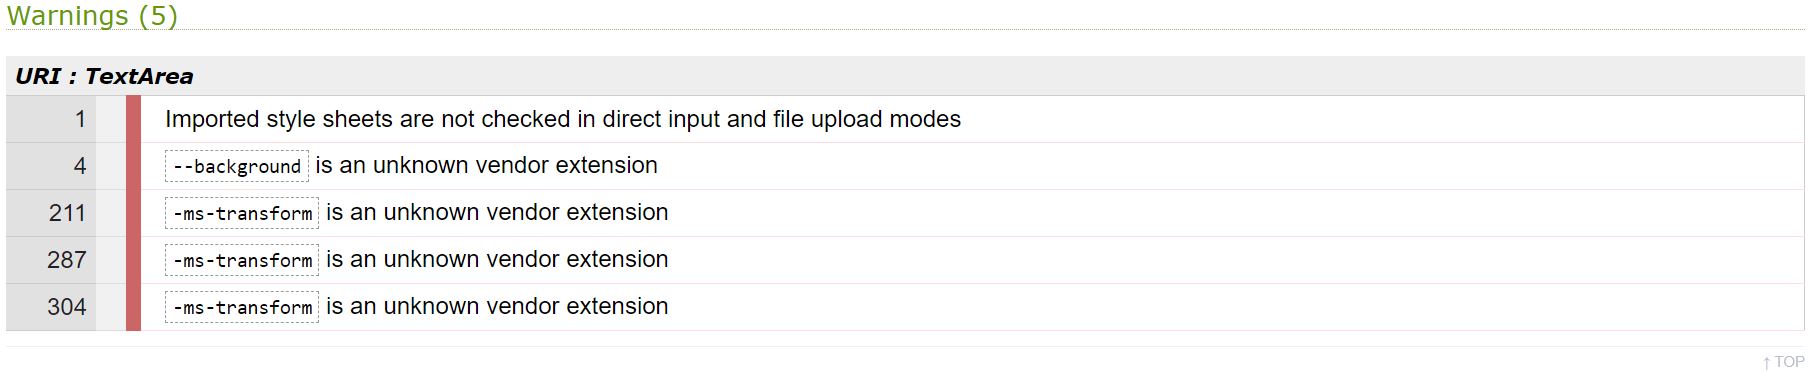 Warnings (5)
URI : TextArea
1 Imported style sheets are not checked in direct input and file upload modes
4 --background is an unknown vendor extension
211 -ms-transform is an unknown vendor extension
287 -ms-transform is an unknown vendor extension
304 -ms-transform is an unknown vendor extension
↑ TOP